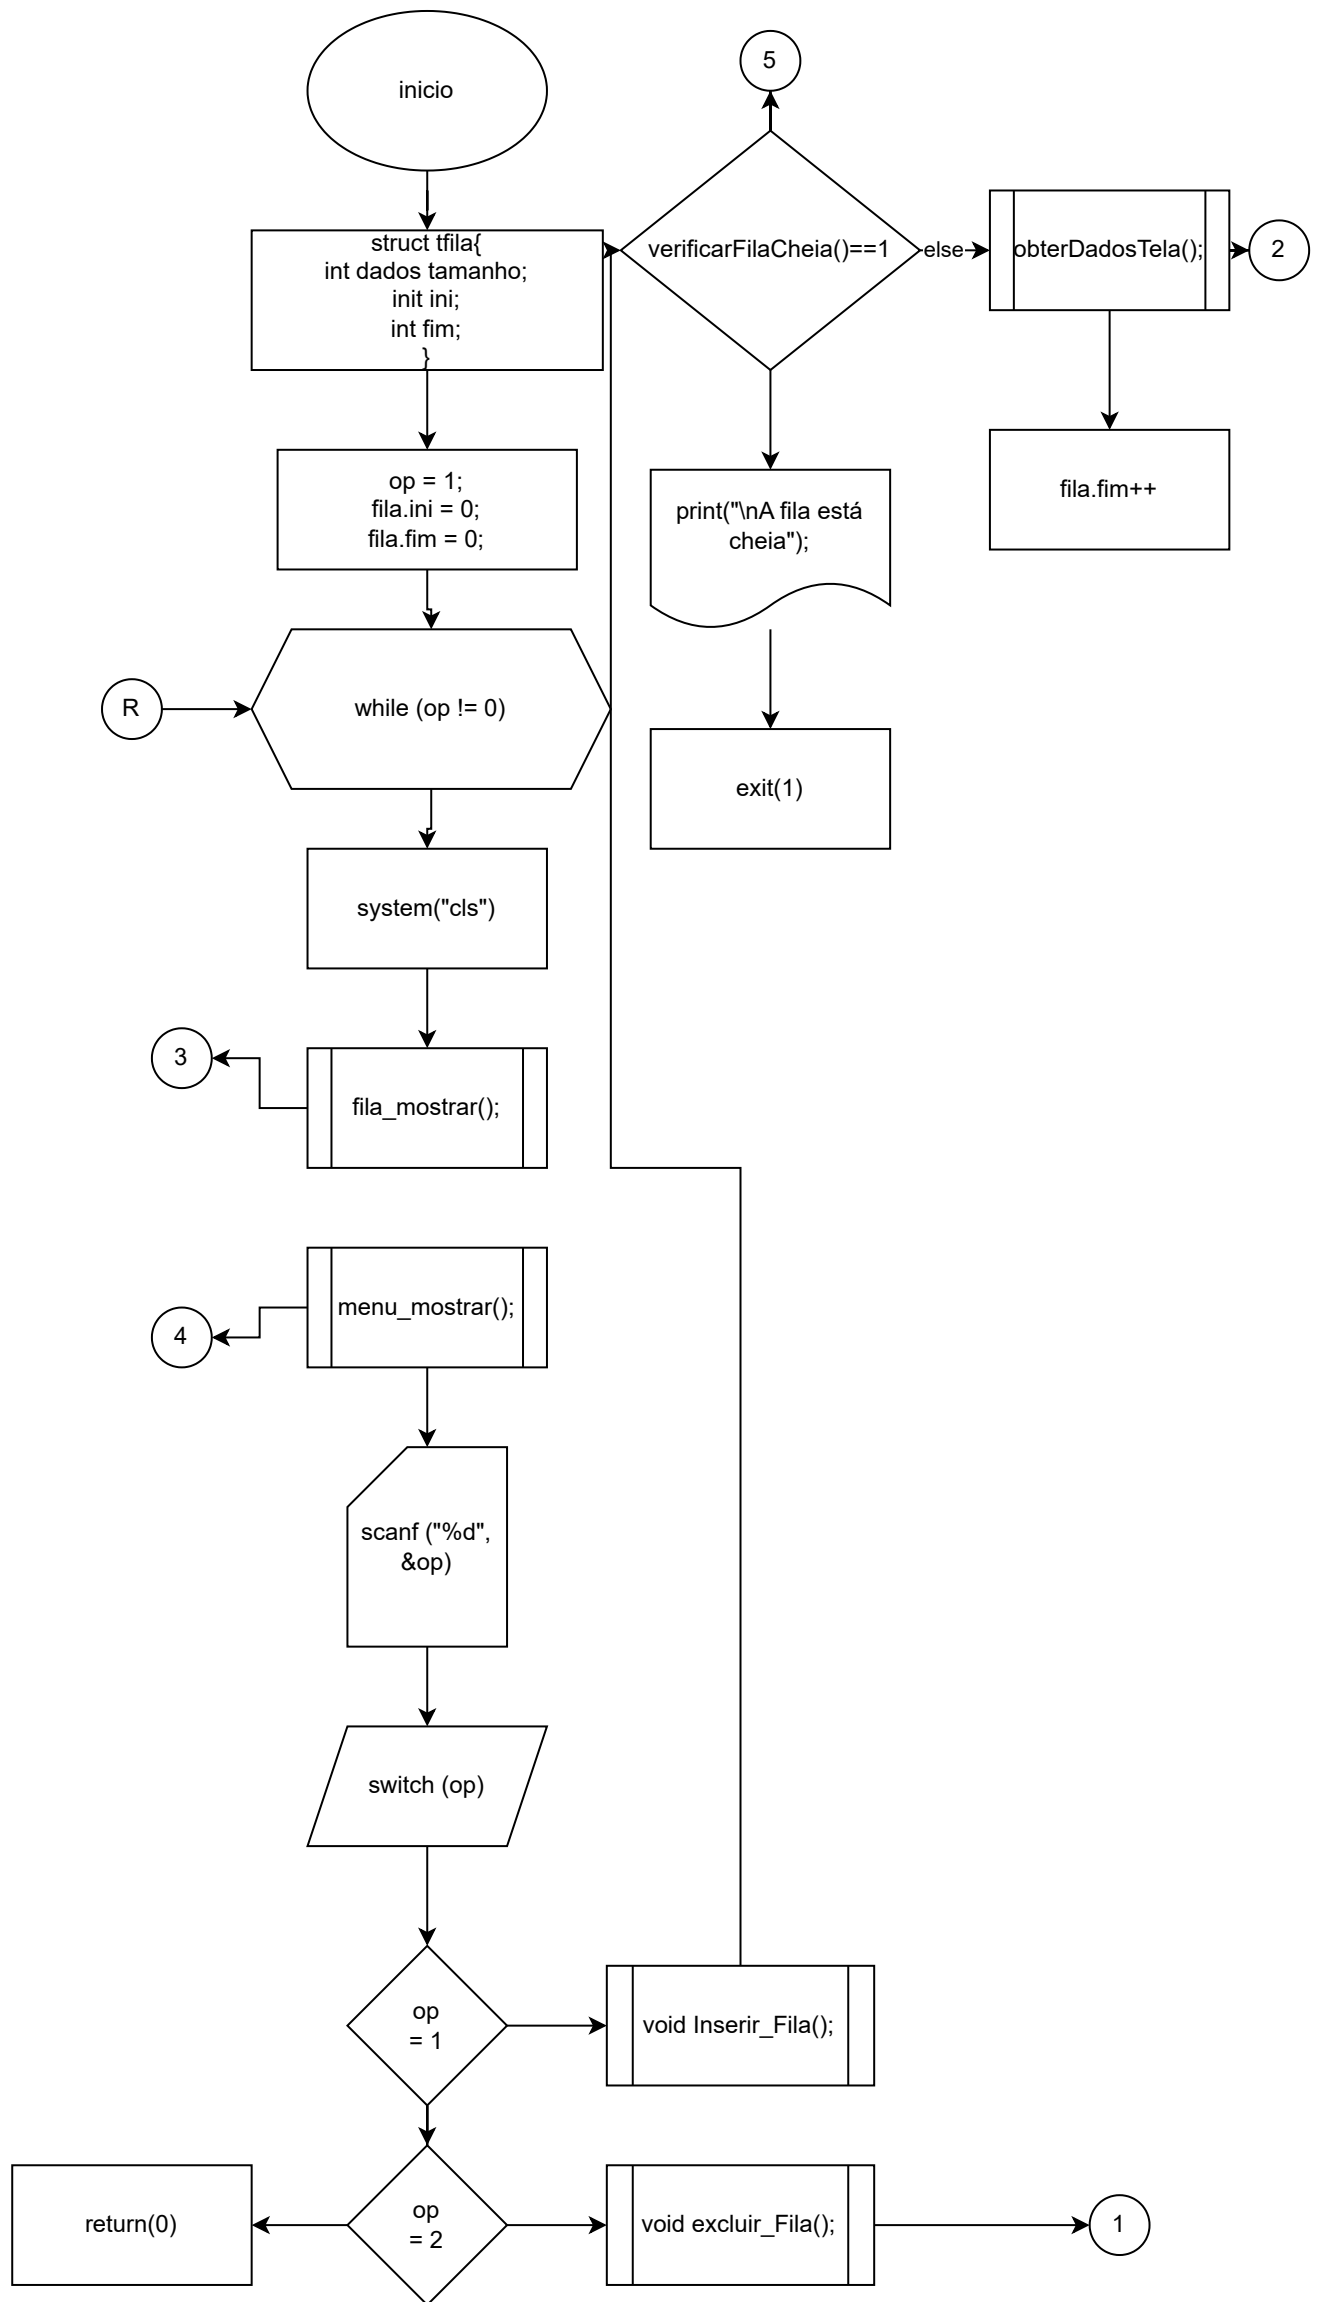 inicio
struct tfila{
int dados tamanho;
init ini;
int fim;
}
op = 1;
fila.ini = 0;
fila.fim = 0;
R
while (op != 0)
system("cls")
3
fila_mostrar();
menu_mostrar();
4
scanf ("%d",
&op)
switch (op)
op
= 1
void Inserir_Fila();
return(0)
op
= 2
void excluir_Fila();
1
5
verificarFilaCheia()==1
else
obterDadosTela();
2
print("\nA fila está
cheia");
fila.fim++
exit(1)